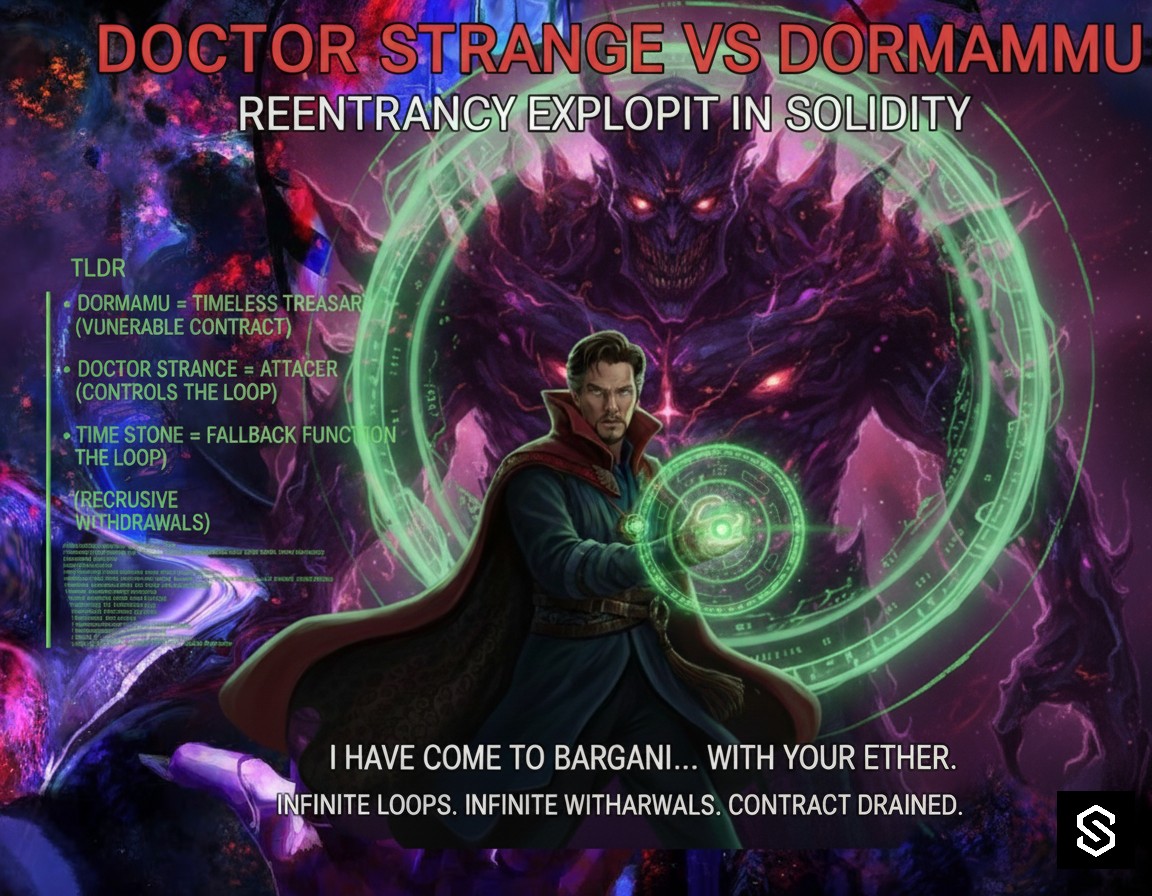 DOCTOR STRANGE VS DORMAMMU
REENTRANCY EXPLOPIT IN SOLIDITY
TLDR
• DORMAMU = TIMELESS TREASAR
(VUNERABLE CONTRACT)
• DOCTOR STRANCE = ATTACER
(CONTROLS THE LOOP)
• TIME STONE = FALLBACK FUNCTION
THE LOOP)
(RECRUSIVE
WITHDRAWALS)
I HAVE COME TO BARGANI... WITH YOUR ETHER.
INFINITE LOOPS. INFINITE WITHARWALS. CONTRACT DRAINED.